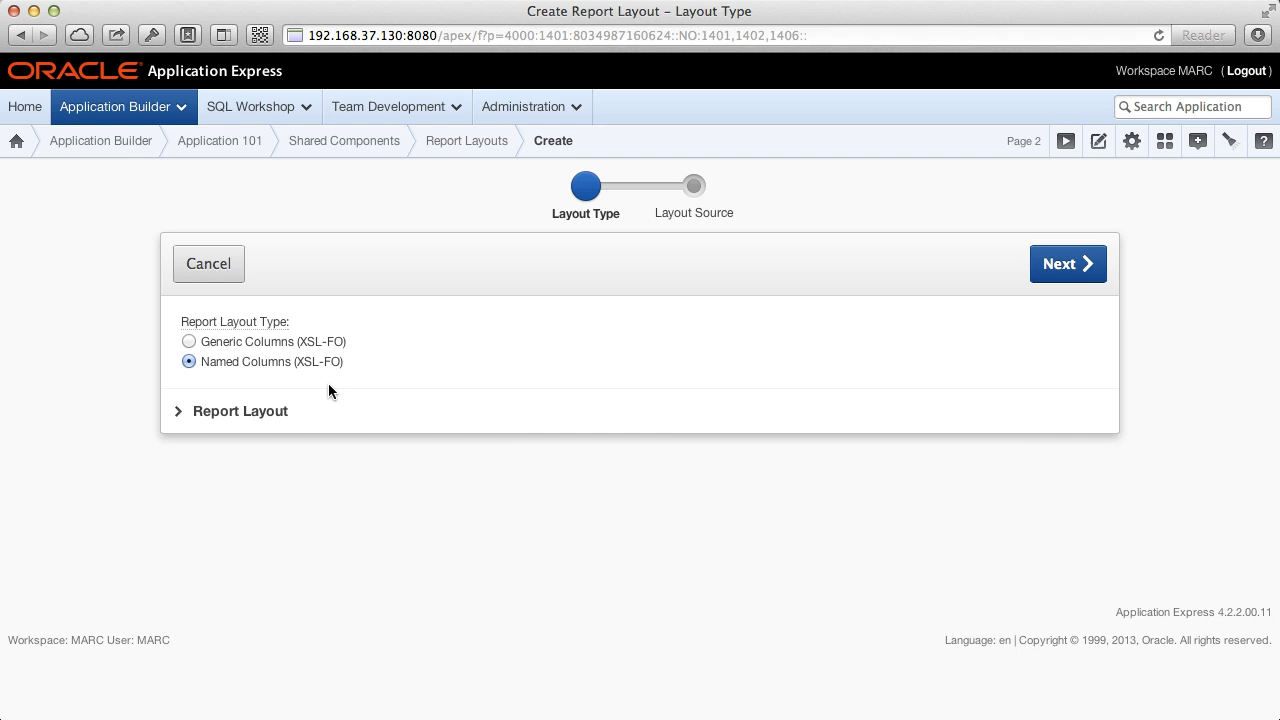 Create Report Layout – Layout Type
192.168.37.130:8080/apex/f?p=4000:1401:8034987160624::NO:1401,1402,1406::
Reader
ORACLE Application Express
Workspace MARC ( Logout )
Home
Application Builder
SQL Workshop
Team Development
Administration
Search Application
Application Builder
Application 101
Shared Components
Report Layouts
Create
Page 2
Layout Type
Layout Source
Cancel
Next
Report Layout Type:
Generic Columns (XSL-FO)
Named Columns (XSL-FO)
Report Layout
Application Express 4.2.2.00.11
Workspace: MARC User: MARC
Language: en | Copyright © 1999, 2013, Oracle. All rights reserved.